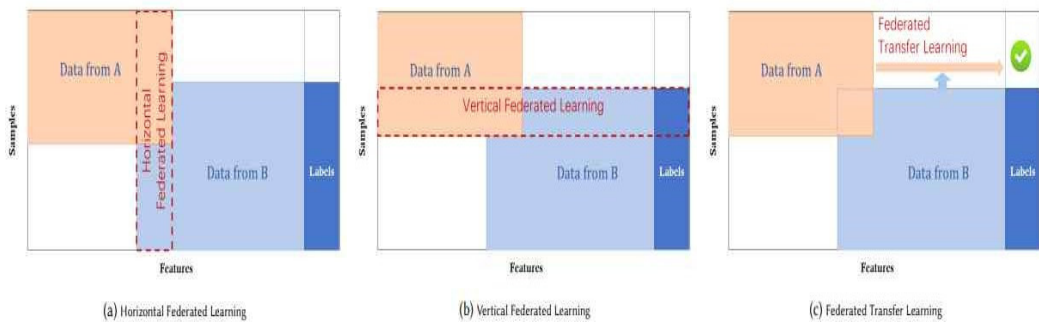 Samples
Data from A
Horizontal
Federated Learning
Data from B
Labels
Features
(a) Horizontal Federated Learning
Samples
Data from A
Vertical Federated Learning
Data from B
Labels
Features
(b) Vertical Federated Learning
Samples
Data from A
Federated
Transfer Learning
Data from B
Labels
Features
(c) Federated Transfer Learning